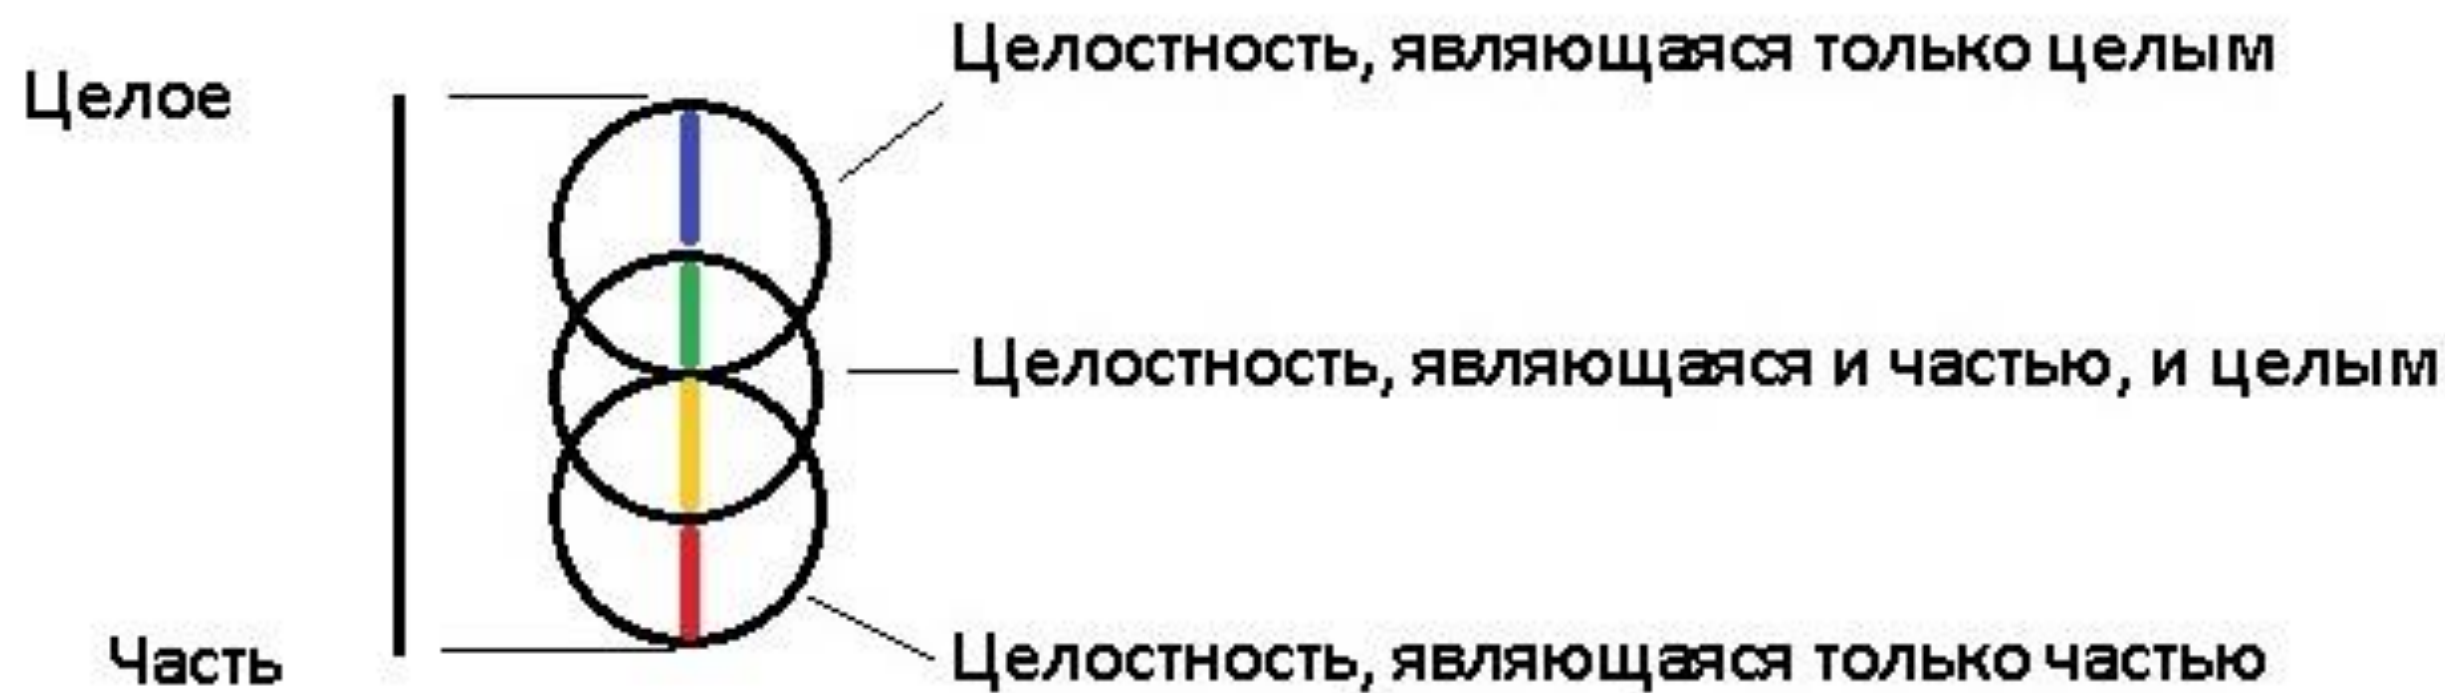 Целостность, являющаяся только целым
Целое
Целостность, являющаяся и частью, и целым
Часть
Целостность, являющаяся только частью